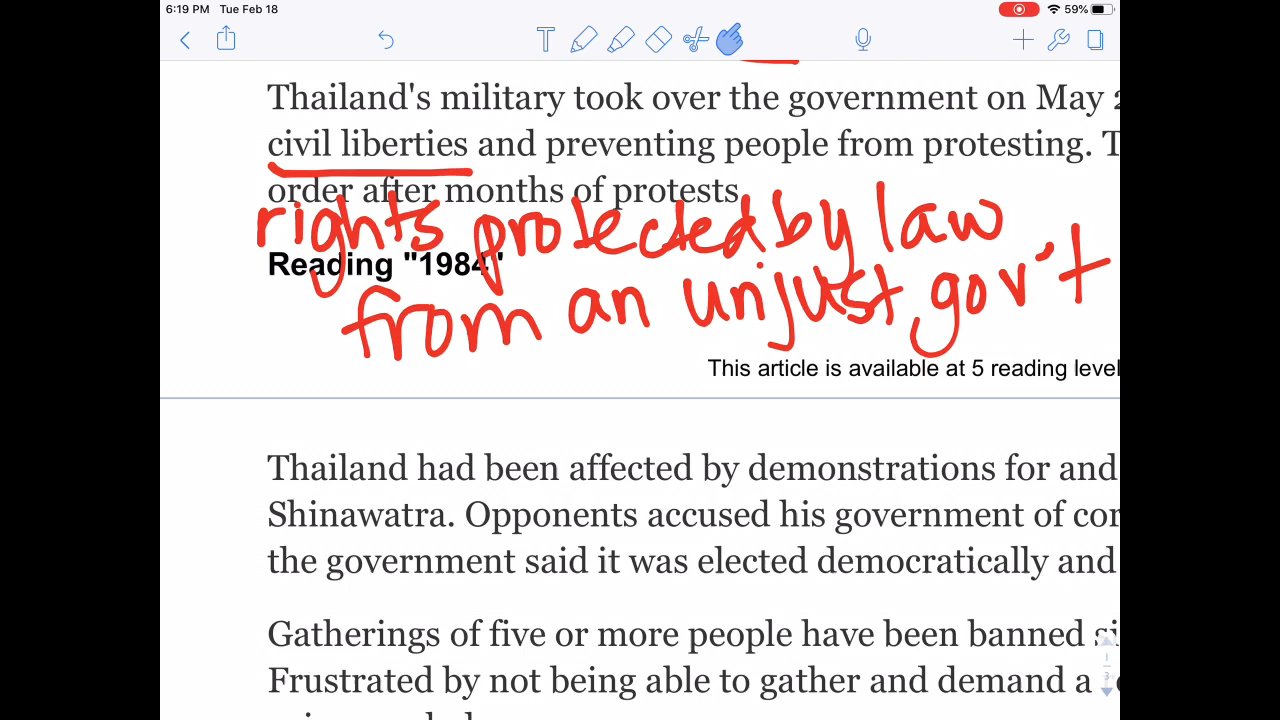 6:19 PM Tue Feb 18
59%
T
Thailand's military took over the government on May
civil liberties and preventing people from protesting. T
order after months of protests
rights protected by law
Reading "1984"
from an unjust gov't
This article is available at 5 reading level
Thailand had been affected by demonstrations for and
Shinawatra. Opponents accused his government of cor
the government said it was elected democratically and
Gatherings of five or more people have been banned si
Frustrated by not being able to gather and demand a